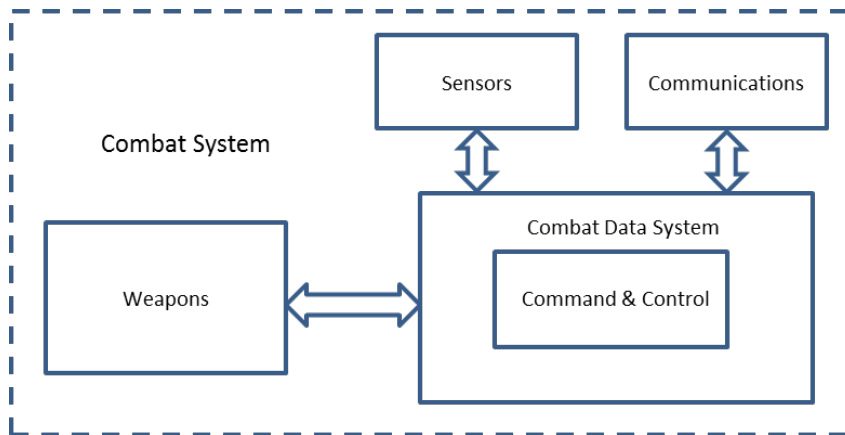 Sensors
Communications
Combat System
Combat Data System
Weapons
Command & Control